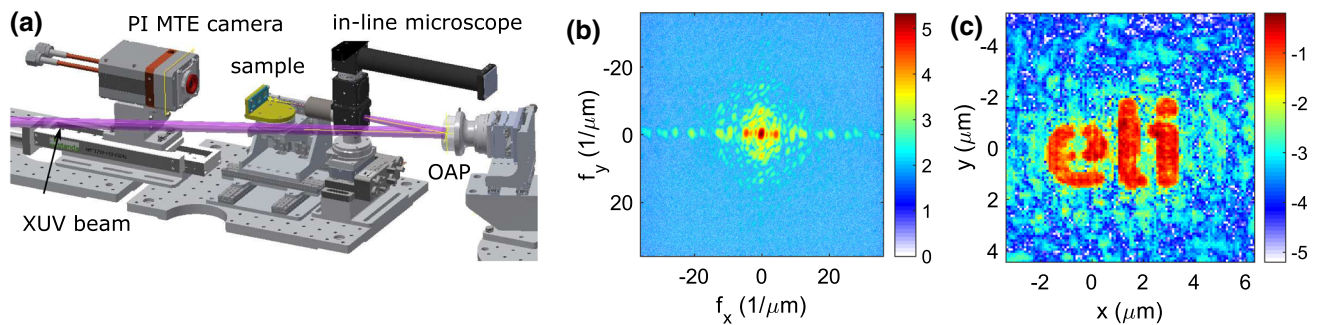 (a)
PI MTE camera
in-line microscope
sample
OAP
XUV beam
(b)
f_y (1/μm)
-20
0
20
-20
0
20
f_x (1/μm)
5
4
3
2
1
0
(c)
y (μm)
-4
-2
0
2
4
eli
-2
0
2
4
6
x (μm)
-1
-2
-3
-4
-5